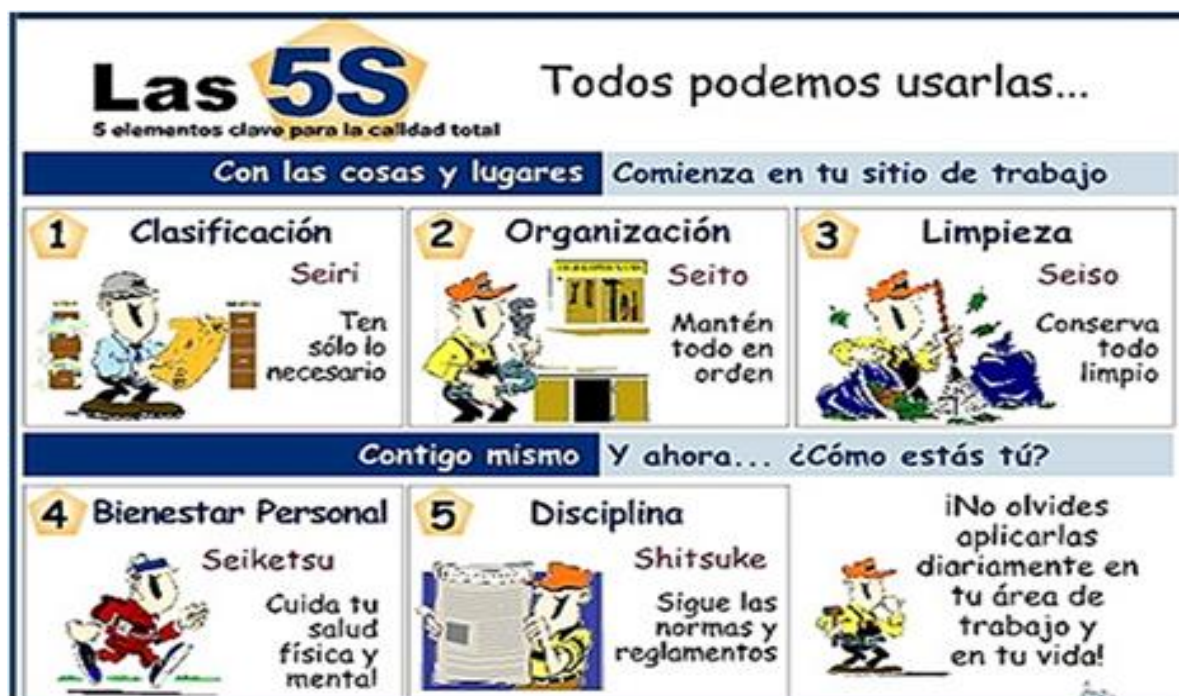 Las 5S
5 elementos clave para la calidad total
Todos podemos usarlas...
Con las cosas y lugares
Comienza en tu sitio de trabajo
1 Clasificación
Seiri
Ten
sólo lo
necesario
2 Organización
Seito
Mantén
todo en
orden
3 Limpieza
Seiso
Conserva
todo
limpio
Contigo mismo
Y ahora... ¿Cómo estás tú?
4 Bienestar Personal
Seiketsu
Cuida tu
salud
física y
mental
5 Disciplina
Shitsuke
Sigue las
normas y
reglamentos
¡No olvides
aplicarlas
diariamente en
tu área de
trabajo y
en tu vida!